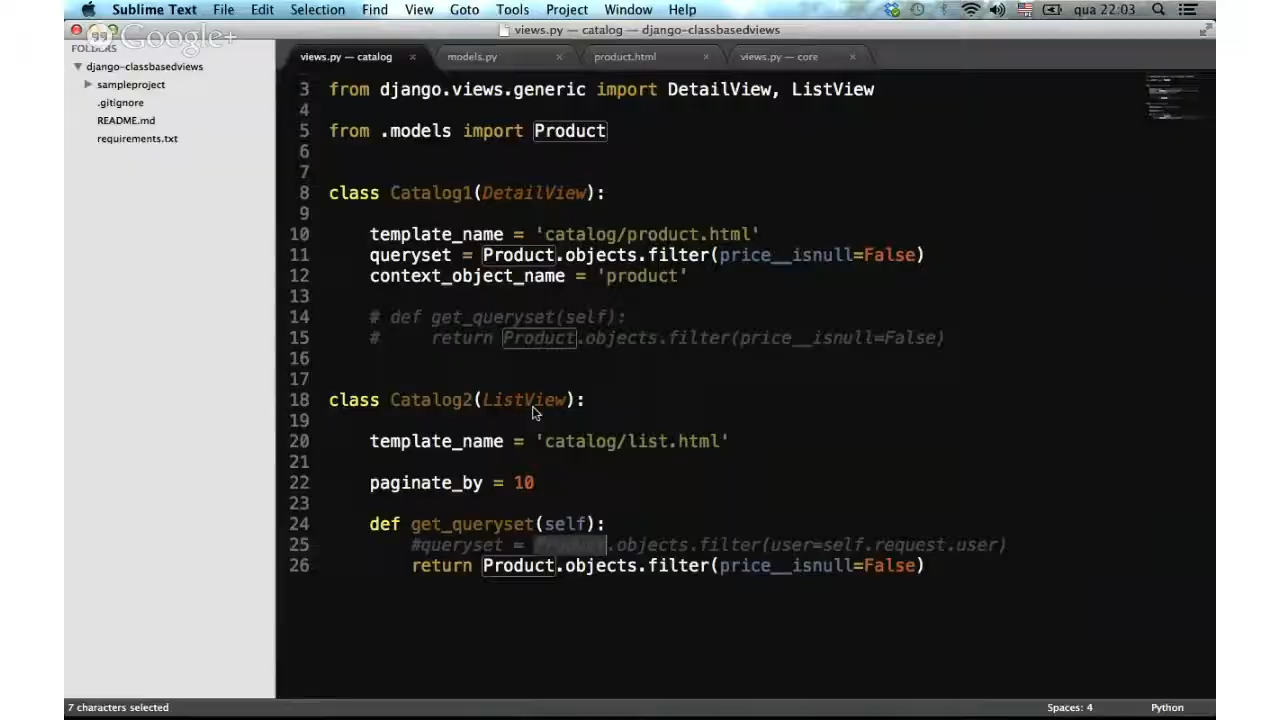 Sublime Text File Edit Selection Find View Goto Tools Project Window Help qua 22:03
Google+
views.py — catalog — django-classbasedviews
FOLDERS
django-classbasedviews
sampleproject
.gitignore
README.md
requirements.txt
views.py — catalog × models.py × product.html × views.py — core ×
3 from django.views.generic import DetailView, ListView
4
5 from .models import Product
6
7
8 class Catalog1(DetailView):
9
10 template_name = 'catalog/product.html'
11 queryset = Product.objects.filter(price__isnull=False)
12 context_object_name = 'product'
13
14 # def get_queryset(self):
15 # return Product.objects.filter(price__isnull=False)
16
17
18 class Catalog2(ListView):
19
20 template_name = 'catalog/list.html'
21
22 paginate_by = 10
23
24 def get_queryset(self):
25 #queryset = Product.objects.filter(user=self.request.user)
26 return Product.objects.filter(price__isnull=False)
7 characters selected Spaces: 4 Python